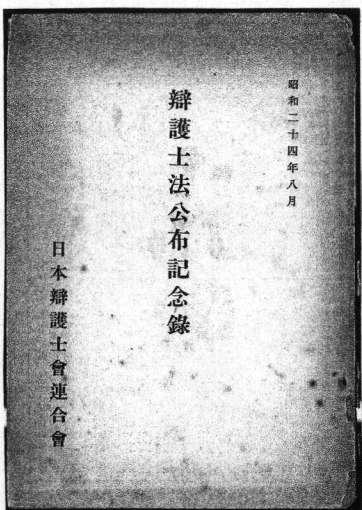 昭和二十四年八月
辯護士法公布記念錄
日本辯護士會連合會